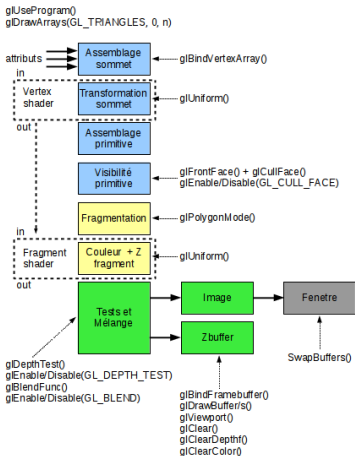 glUseProgram()
glDrawArrays(GL_TRIANGLES, 0, n)
attributs
Assemblage
sommet
glBindVertexArray()
in
Vertex
shader
Transformation
sommet
glUniform()
out
Assemblage
primitive
Visibilité
primitive
glFrontFace() + glCullFace()
glEnable/Disable(GL_CULL_FACE)
Fragmentation
glPolygonMode()
in
Fragment
shader
Couleur + Z
fragment
glUniform()
out
Tests et
Mélange
Image
Fenetre
Zbuffer
SwapBuffers()
glDepthTest()
glEnable/Disable(GL_DEPTH_TEST)
glBlendFunc()
glEnable/Disable(GL_BLEND)
glBindFramebuffer()
glDrawBuffer/s()
glViewport()
glClear()
glClearDepthf()
glClearColor()